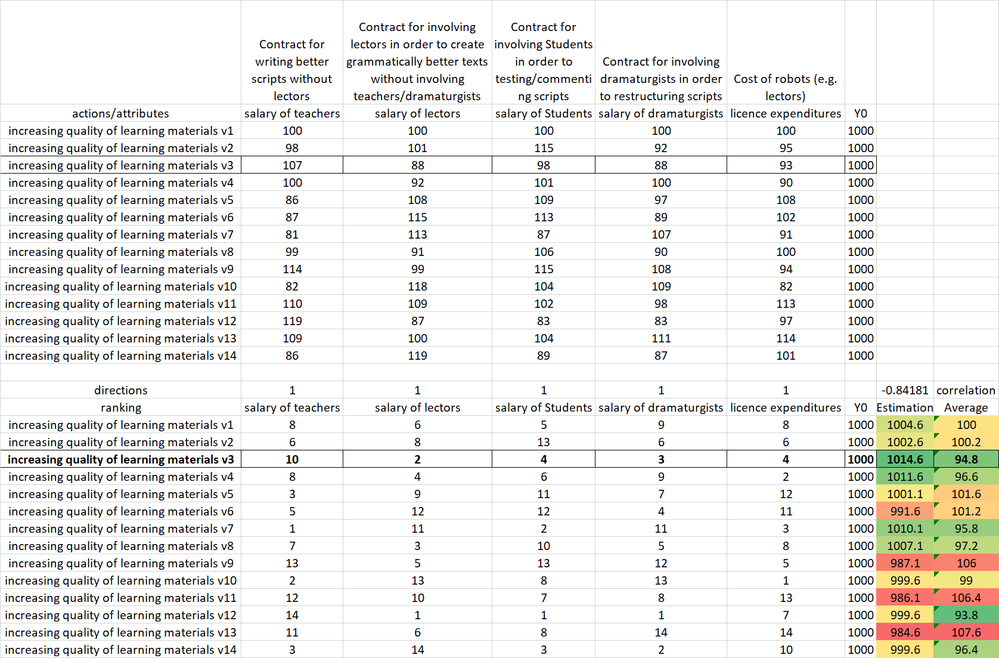 Contract for writing better scripts without lectors
Contract for involving lectors in order to create grammatically better texts without involving teachers/dramaturgists
Contract for involving Students in order to testing/commenting scripts
Contract for involving dramaturgists in order to restructuring scripts
Cost of robots (e.g. lectors)
actions/attributes salary of teachers salary of lectors salary of Students salary of dramaturgists licence expenditures Y0
increasing quality of learning materials v1 100 100 100 100 100 1000
increasing quality of learning materials v2 98 101 115 92 95 1000
increasing quality of learning materials v3 107 88 98 88 93 1000
increasing quality of learning materials v4 100 92 101 100 90 1000
increasing quality of learning materials v5 86 108 109 97 108 1000
increasing quality of learning materials v6 87 115 113 89 102 1000
increasing quality of learning materials v7 81 113 87 107 91 1000
increasing quality of learning materials v8 99 91 106 90 100 1000
increasing quality of learning materials v9 114 99 115 108 94 1000
increasing quality of learning materials v10 82 118 104 109 82 1000
increasing quality of learning materials v11 110 109 102 98 113 1000
increasing quality of learning materials v12 119 87 83 83 97 1000
increasing quality of learning materials v13 109 100 104 111 114 1000
increasing quality of learning materials v14 86 119 89 87 101 1000
directions 1 1 1 1 1 -0.84181 correlation
ranking salary of teachers salary of lectors salary of Students salary of dramaturgists licence expenditures Y0 Estimation Average
increasing quality of learning materials v1 8 6 5 9 8 1000 1004.6 100
increasing quality of learning materials v2 6 8 13 6 6 1000 1002.6 100.2
increasing quality of learning materials v3 10 2 4 3 4 1000 1014.6 94.8
increasing quality of learning materials v4 8 4 6 9 2 1000 1011.6 96.6
increasing quality of learning materials v5 3 9 11 7 12 1000 1001.1 101.6
increasing quality of learning materials v6 5 12 12 4 11 1000 991.6 101.2
increasing quality of learning materials v7 1 11 2 11 3 1000 1010.1 95.8
increasing quality of learning materials v8 7 3 10 5 8 1000 1007.1 97.2
increasing quality of learning materials v9 13 5 13 12 5 1000 987.1 106
increasing quality of learning materials v10 2 13 8 13 1 1000 999.6 99
increasing quality of learning materials v11 12 10 7 8 13 1000 986.1 106.4
increasing quality of learning materials v12 14 1 1 1 7 1000 999.6 93.8
increasing quality of learning materials v13 11 6 8 14 14 1000 984.6 107.6
increasing quality of learning materials v14 3 14 3 2 10 1000 999.6 96.4